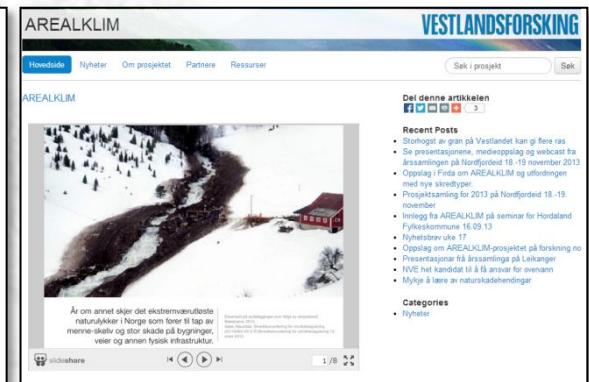 AREALKLIM
VESTLANDSFORSKING
Hovedside Nyheter Om prosjektet Partnere Ressurser
Søk i prosjekt Søk
AREALKLIM
År om annet skjer det ekstremværutløste
naturulykker i Norge som fører til tap av
menne-skeliv og stor skade på bygninger,
veier og annen fysisk infrastruktur.
slideshare
1 /8
Del denne artikkelen
3
Recent Posts
Storhogst av gran på Vestlandet kan gi flere ras
Se presentasjonene, medieoppslag og webcast fra
årssamlingen på Nordfjordeid 18.-19 november 2013
Oppslag i Firda om AREALKLIM og utfordringen
med nye skredtyper.
Prosjektsamling for 2013 på Nordfjordeid 18.-19.
november
Innlegg fra AREALKLIM på seminar for Hordaland
Fylkeskommune 16.09.13
Nyhetsbrev uke 17
Oppslag om AREALKLIM-prosjektet på forskning.no
Presentasjonar frå årssamlinga på Leikanger
NVE het kandidat til å få ansvar for overvann
Mykje å lære av naturskadehendingar
Categories
Nyheter